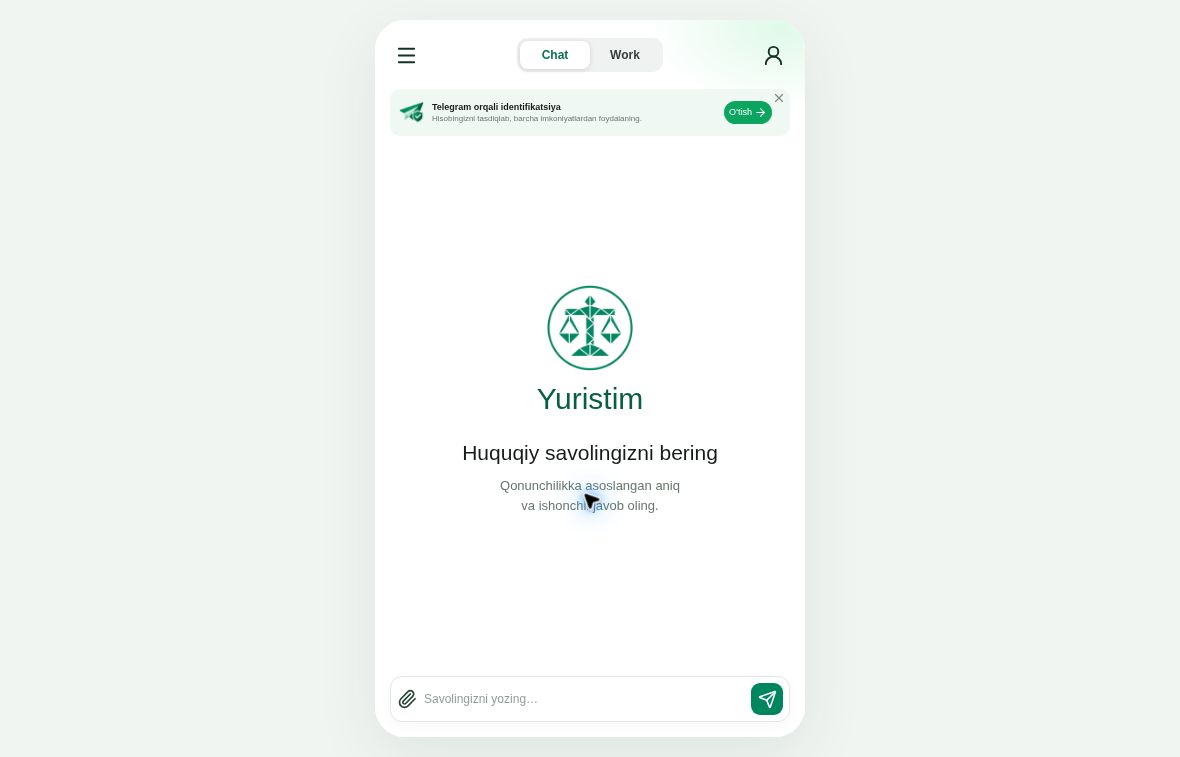 Chat
Work
Telegram orqali identifikatsiya
Hisobingizni tasdiqlab, barcha imkoniyatlardan foydalaning.
O'tish
Yuristim
Huquqiy savolingizni bering
Qonunchilikka asoslangan aniq
va ishonchli javob oling.
Savolingizni yozing…